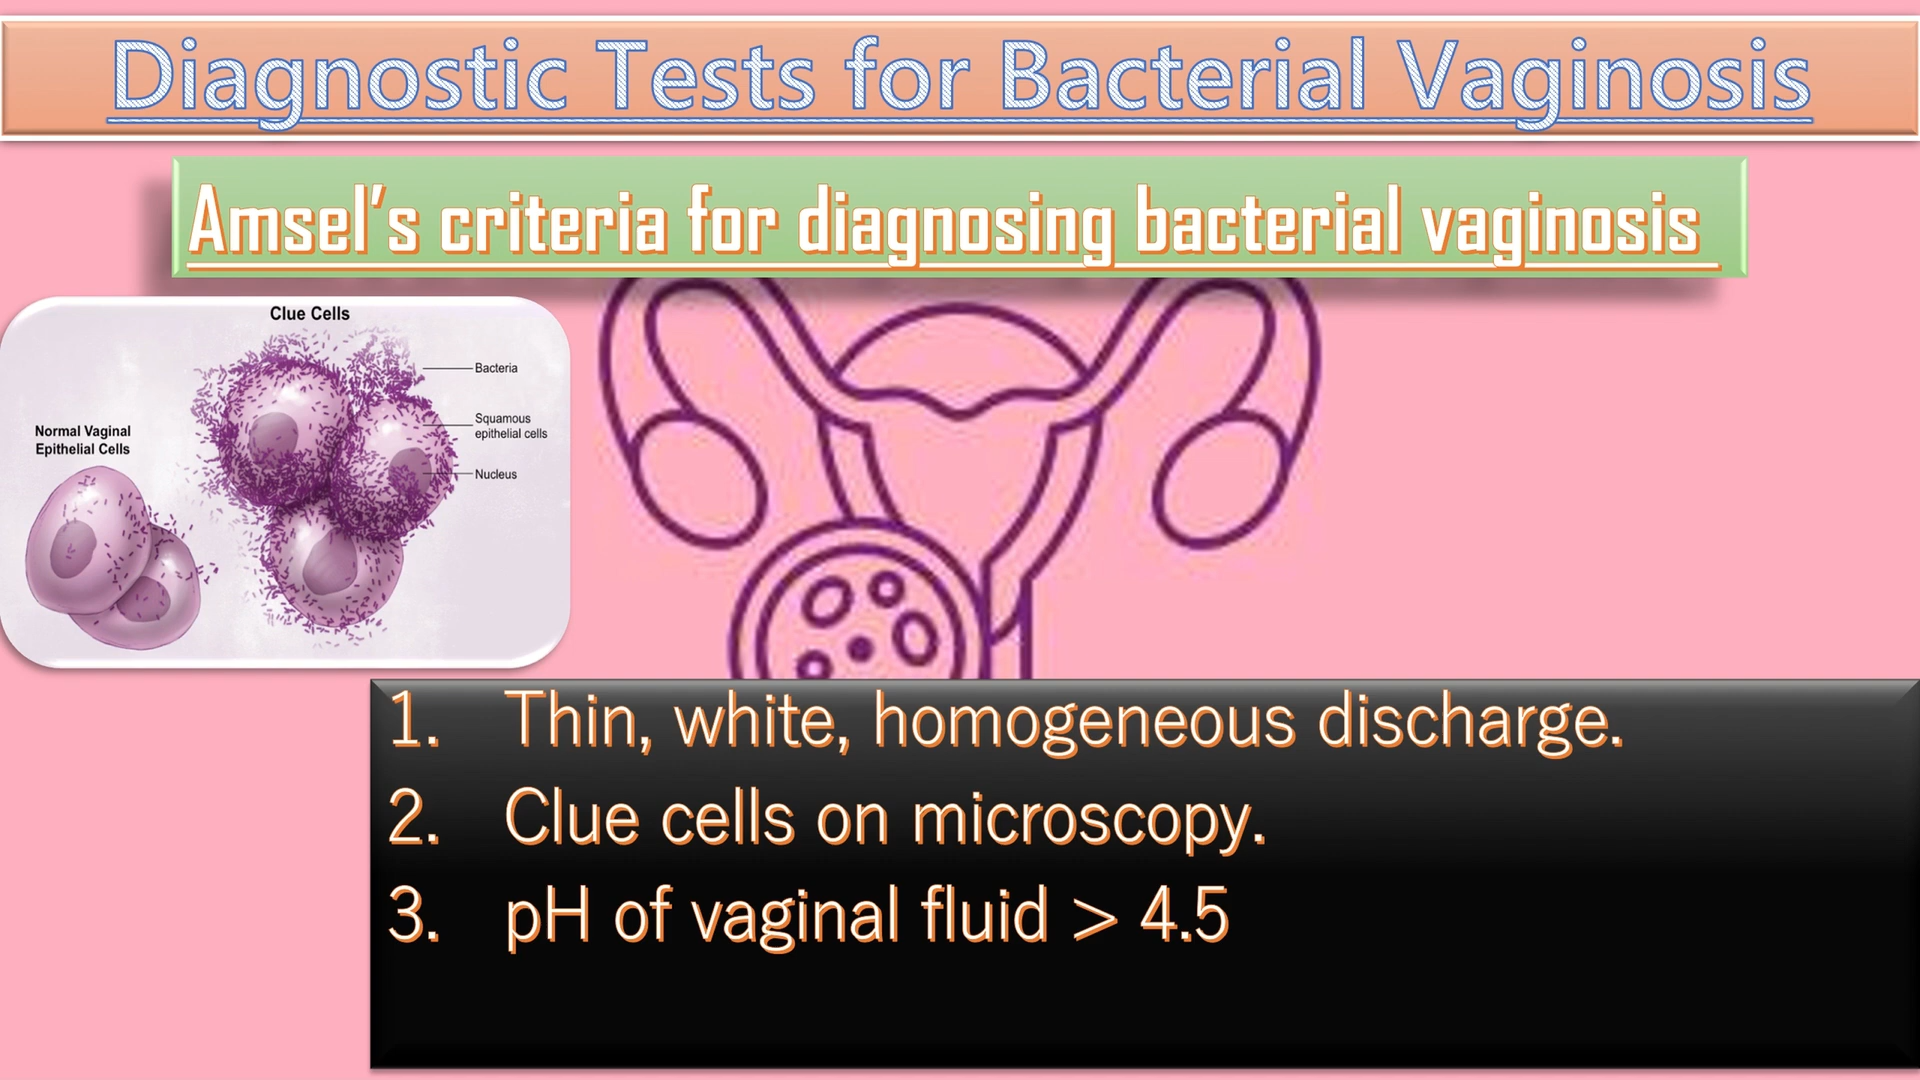 Diagnostic Tests for Bacterial Vaginosis
Amsel’s criteria for diagnosing bacterial vaginosis
Clue Cells
Bacteria
Squamous
epithelial cells
Nucleus
Normal Vaginal
Epithelial Cells
1. Thin, white, homogeneous discharge.
2. Clue cells on microscopy.
3. pH of vaginal fluid > 4.5